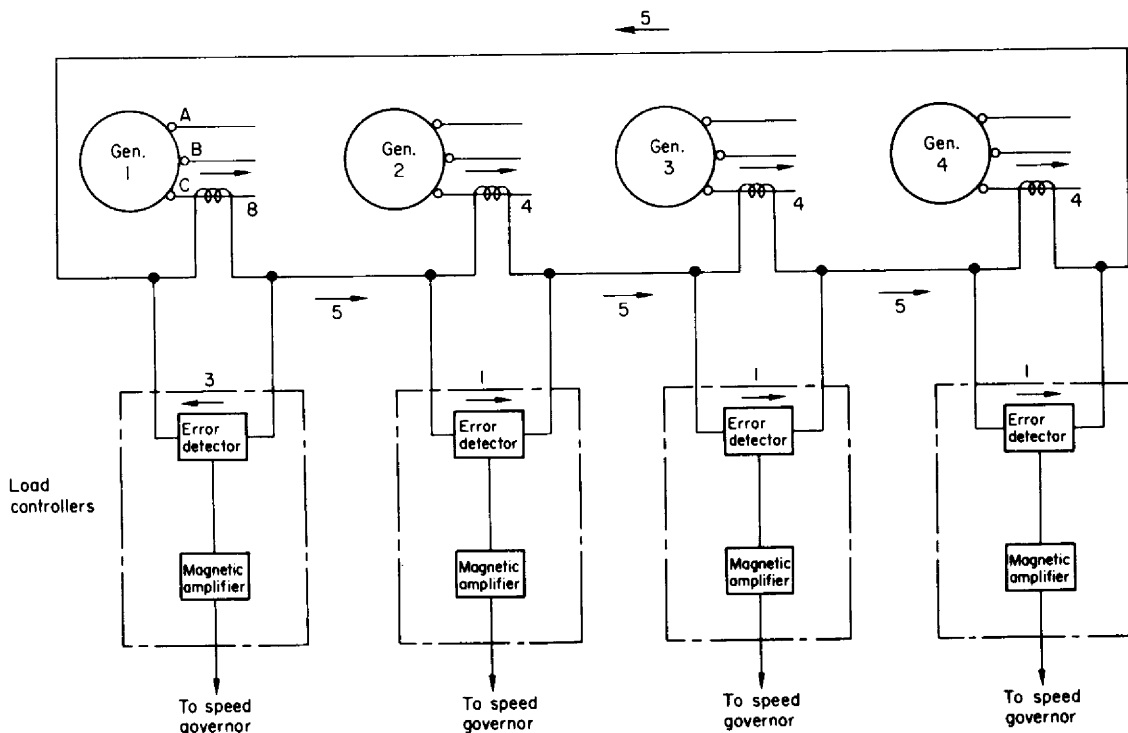 5
A
B
C
Gen.
1
8
Gen.
2
4
Gen.
3
4
Gen.
4
4
5
5
5
3
1
1
1
Error
detector
Error
detector
Error
detector
Error
detector
Load
controllers
Magnetic
amplifier
Magnetic
amplifier
Magnetic
amplifier
Magnetic
amplifier
To speed
governor
To speed
governor
To speed
governor
To speed
governor